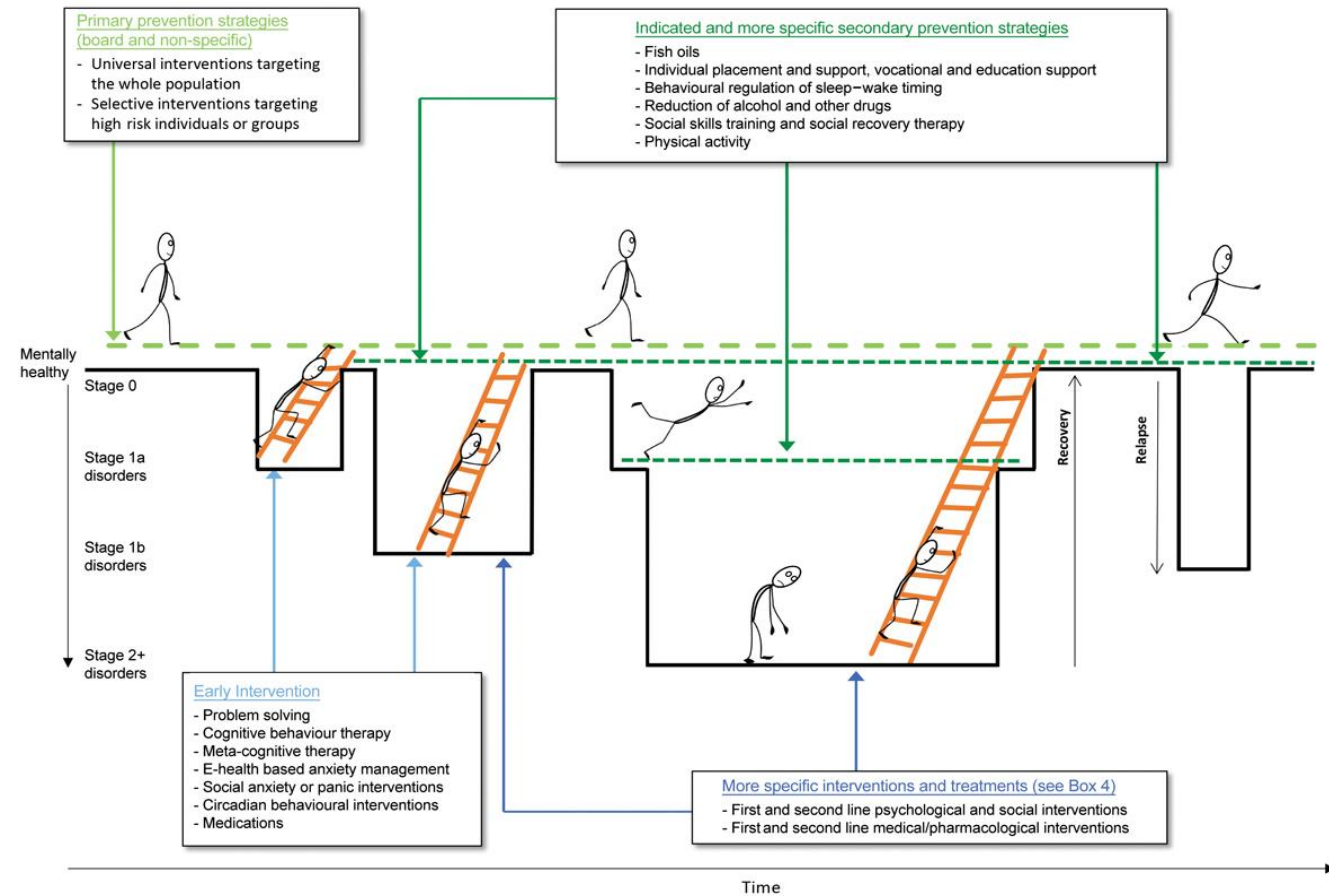 Primary prevention strategies
(board and non-specific)
- Universal interventions targeting
the whole population
- Selective interventions targeting
high risk individuals or groups
Indicated and more specific secondary prevention strategies
- Fish oils
- Individual placement and support, vocational and education support
- Behavioural regulation of sleep–wake timing
- Reduction of alcohol and other drugs
- Social skills training and social recovery therapy
- Physical activity
Mentally
healthy
Stage 0
Stage 1a
disorders
Stage 1b
disorders
Stage 2+
disorders
Recovery
Relapse
Early Intervention
- Problem solving
- Cognitive behaviour therapy
- Meta-cognitive therapy
- E-health based anxiety management
- Social anxiety or panic interventions
- Circadian behavioural interventions
- Medications
More specific interventions and treatments (see Box 4)
- First and second line psychological and social interventions
- First and second line medical/pharmacological interventions
Time